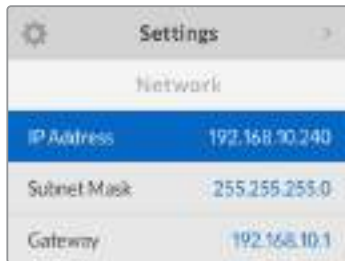 Settings
Network
IP Address 192.168.10.240
Subnet Mask 255.255.255.0
Gateway 192.168.10.1